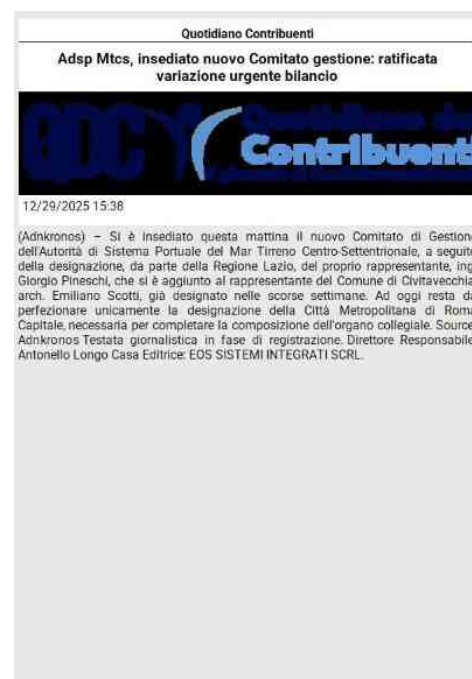 Quotidiano Contribuenti
Adsp Mtcs, insediato nuovo Comitato gestione: ratificata
variazione urgente bilancio
QDC
Contribuenti
12/29/2025 15:38
(Adnkronos) – Si è insediato questa mattina il nuovo Comitato di Gestione
dell'Autorità di Sistema Portuale del Mar Tirreno Centro-Settentrionale, a seguito
della designazione, da parte della Regione Lazio, del proprio rappresentante, ing.
Giorgio Pineschi, che si è aggiunto al rappresentante del Comune di Civitavecchia
arch. Emiliano Scotti, già designato nelle scorse settimane. Ad oggi resta da
perfezionare unicamente la designazione della Città Metropolitana di Roma
Capitale, necessaria per completare la composizione dell'organo collegiale. Source
Adnkronos Testata giornalistica in fase di registrazione. Direttore Responsabile
Antonello Longo Casa Editrice: EOS SISTEMI INTEGRATI SCRL.